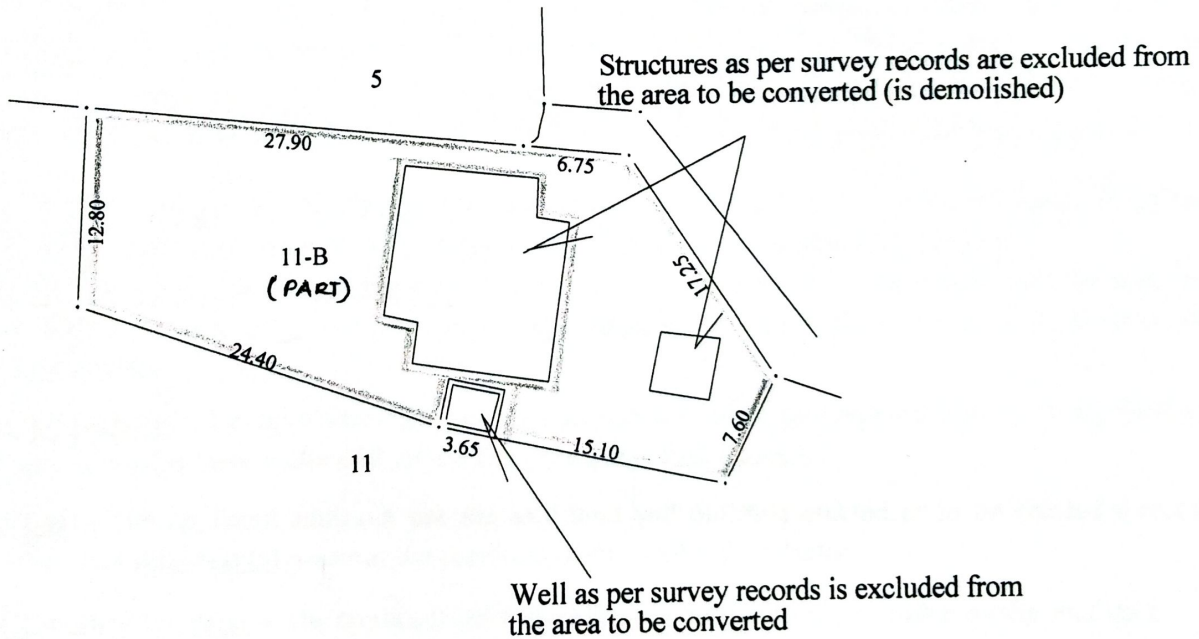 Structures as per survey records are excluded from
the area to be converted (is demolished)
5
27.90
6.75
12.80
11-B
(PART)
17.25
24.40
3.65
15.10
7.60
11
Well as per survey records is excluded from
the area to be converted